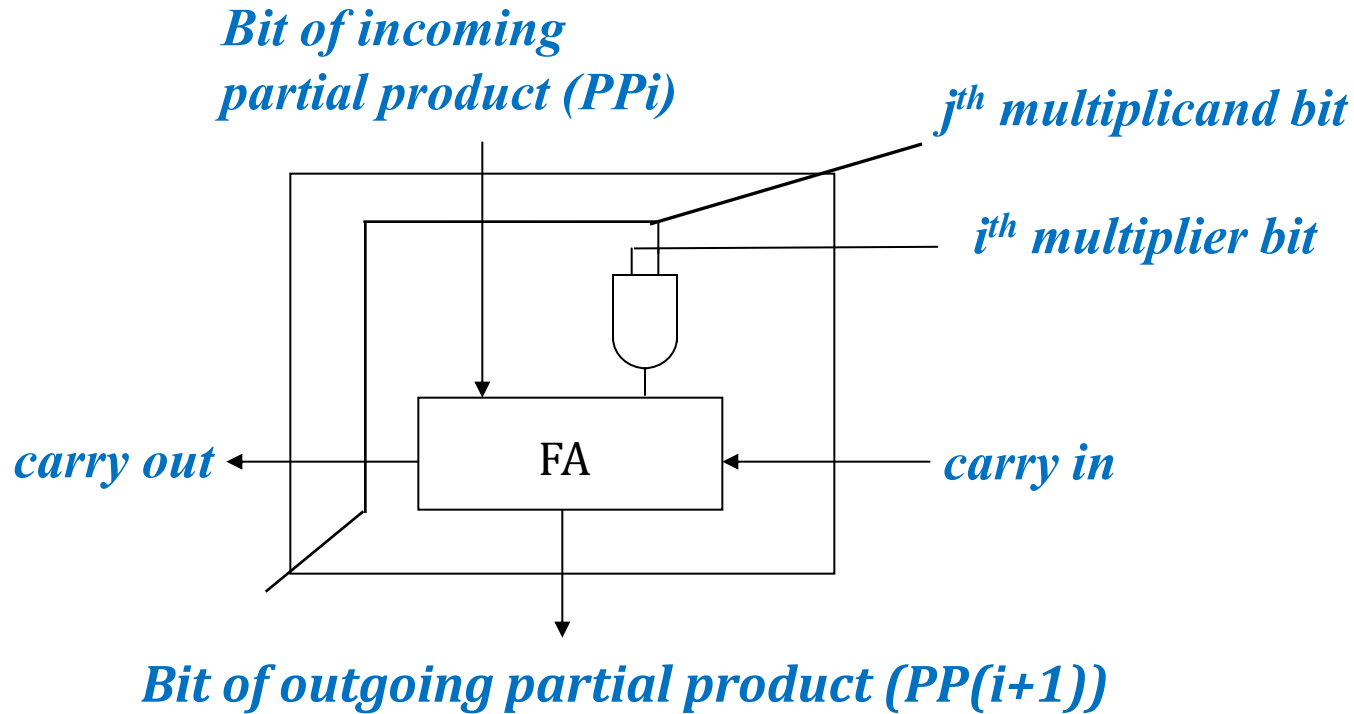 Bit of incoming
partial product (PPi)
jth multiplicand bit
ith multiplier bit
carry out
FA
carry in
Bit of outgoing partial product (PP(i+1))